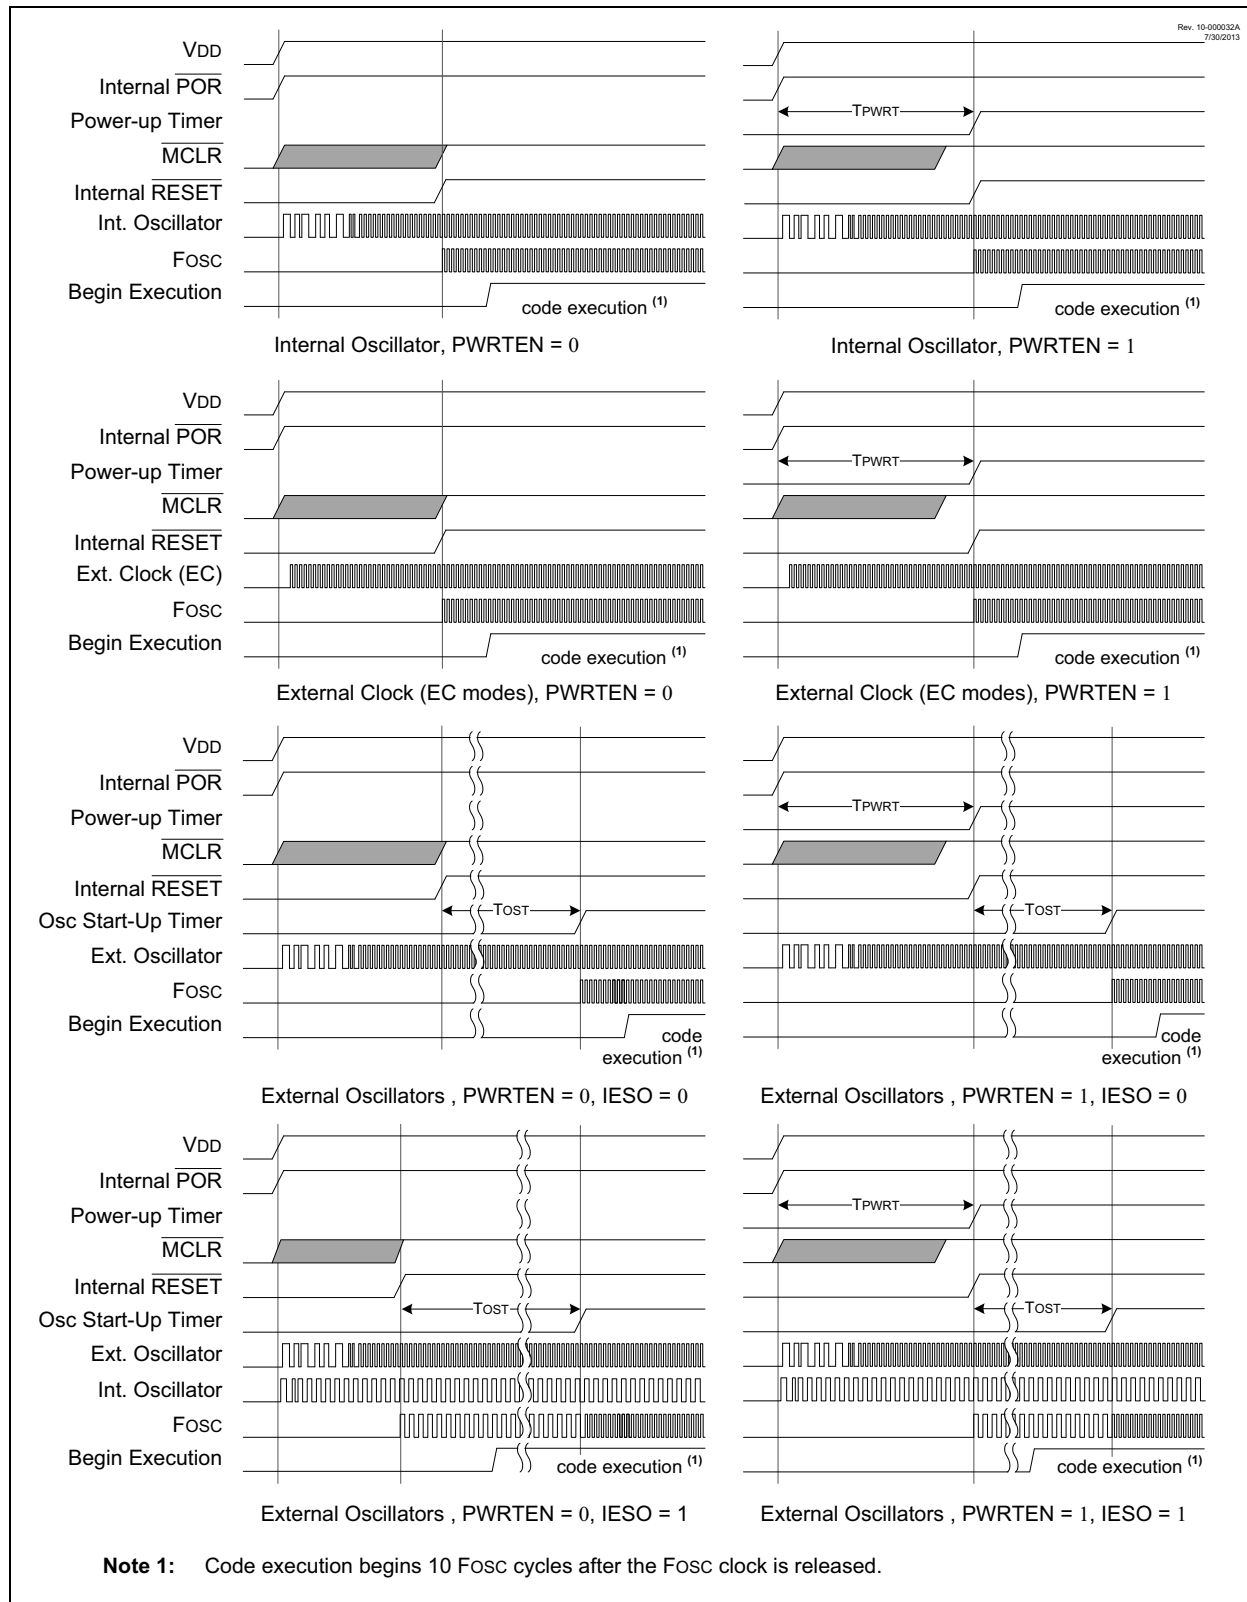 Rev. 10-000032A
7/30/2013
VDD
Internal POR
Power-up Timer
TPWRT
MCLR
Internal RESET
Int. Oscillator
FOSC
Begin Execution
code execution (1)
code execution (1)
Internal Oscillator, PWRTEN = 0
Internal Oscillator, PWRTEN = 1
VDD
Internal POR
Power-up Timer
TPWRT
MCLR
Internal RESET
Ext. Clock (EC)
FOSC
Begin Execution
code execution (1)
code execution (1)
External Clock (EC modes), PWRTEN = 0
External Clock (EC modes), PWRTEN = 1
VDD
Internal POR
Power-up Timer
TPWRT
MCLR
Internal RESET
Osc Start-Up Timer
TOST
TOST
Ext. Oscillator
FOSC
Begin Execution
code
execution (1)
code
execution (1)
External Oscillators , PWRTEN = 0, IESO = 0
External Oscillators , PWRTEN = 1, IESO = 0
VDD
Internal POR
Power-up Timer
TPWRT
MCLR
Internal RESET
Osc Start-Up Timer
TOST
TOST
Ext. Oscillator
Int. Oscillator
FOSC
Begin Execution
code execution (1)
code execution (1)
External Oscillators , PWRTEN = 0, IESO = 1
External Oscillators , PWRTEN = 1, IESO = 1
Note 1: Code execution begins 10 FOSC cycles after the FOSC clock is released.